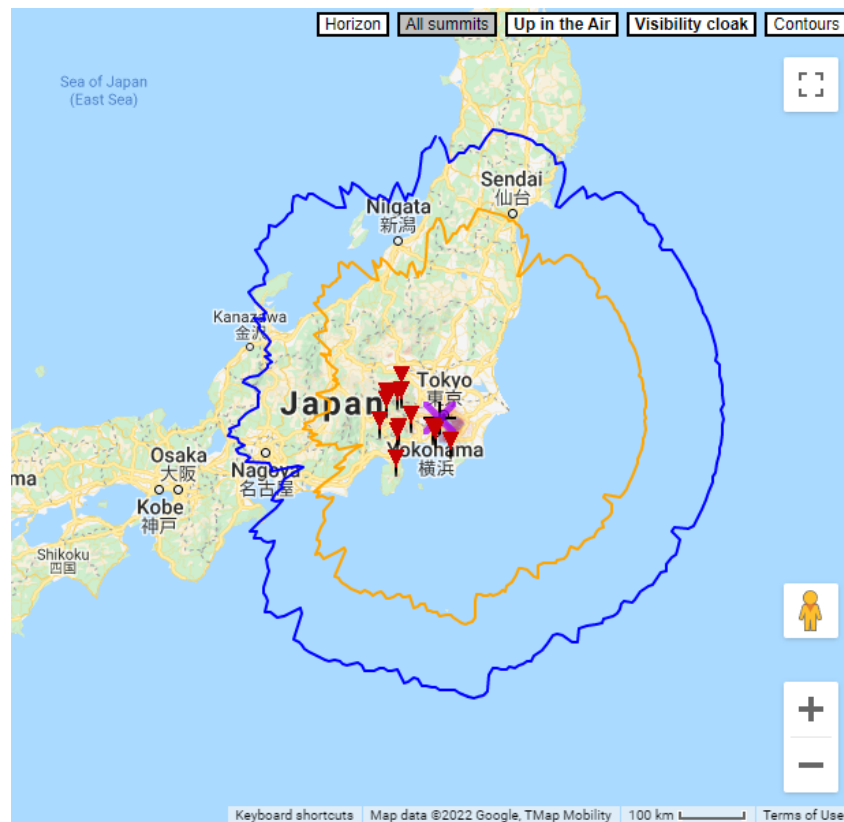 Horizon
All summits
Up in the Air
Visibility cloak
Contours
Sea of Japan
(East Sea)
Sendai
仙台
Niigata
新潟
Kanazawa
金沢
Tokyo
東京
Japan
Yokohama
横浜
Osaka
大阪
Nagoya
名古屋
Kobe
神戸
ma
Shikoku
四国
Keyboard shortcuts
Map data ©2022 Google, TMap Mobility
100 km
Terms of Use